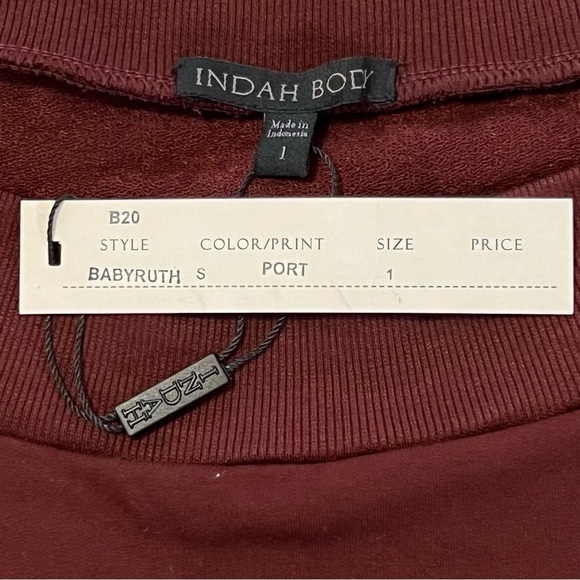 INDAH BODY
Made in
Indonesia
1
B20
STYLE COLOR/PRINT SIZE PRICE
BABYRUTH S PORT 1
INDAH